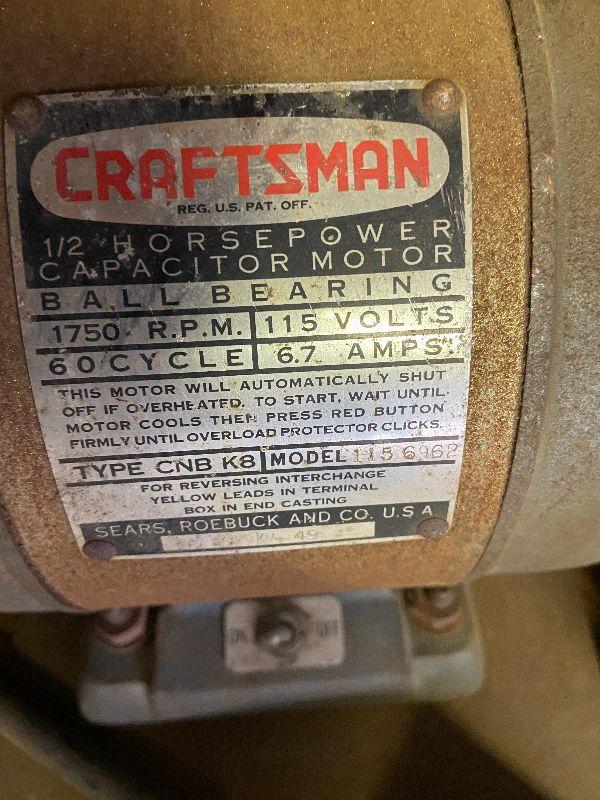 CRAFTSMAN
REG. U.S. PAT. OFF.
1/2 HORSEPOWER
CAPACITOR MOTOR
BALL BEARING
1750 R.P.M. 115 VOLTS
60 CYCLE 6.7 AMPS.
THIS MOTOR WILL AUTOMATICALLY SHUT
OFF IF OVERHEATED. TO START, WAIT UNTIL
MOTOR COOLS THEN PRESS RED BUTTON
FIRMLY UNTIL OVERLOAD PROTECTOR CLICKS.
TYPE CNB K8 MODEL 115 6962
FOR REVERSING INTERCHANGE
YELLOW LEADS IN TERMINAL
BOX IN END CASTING
SEARS, ROEBUCK AND CO. U.S.A.
49
ON OFF